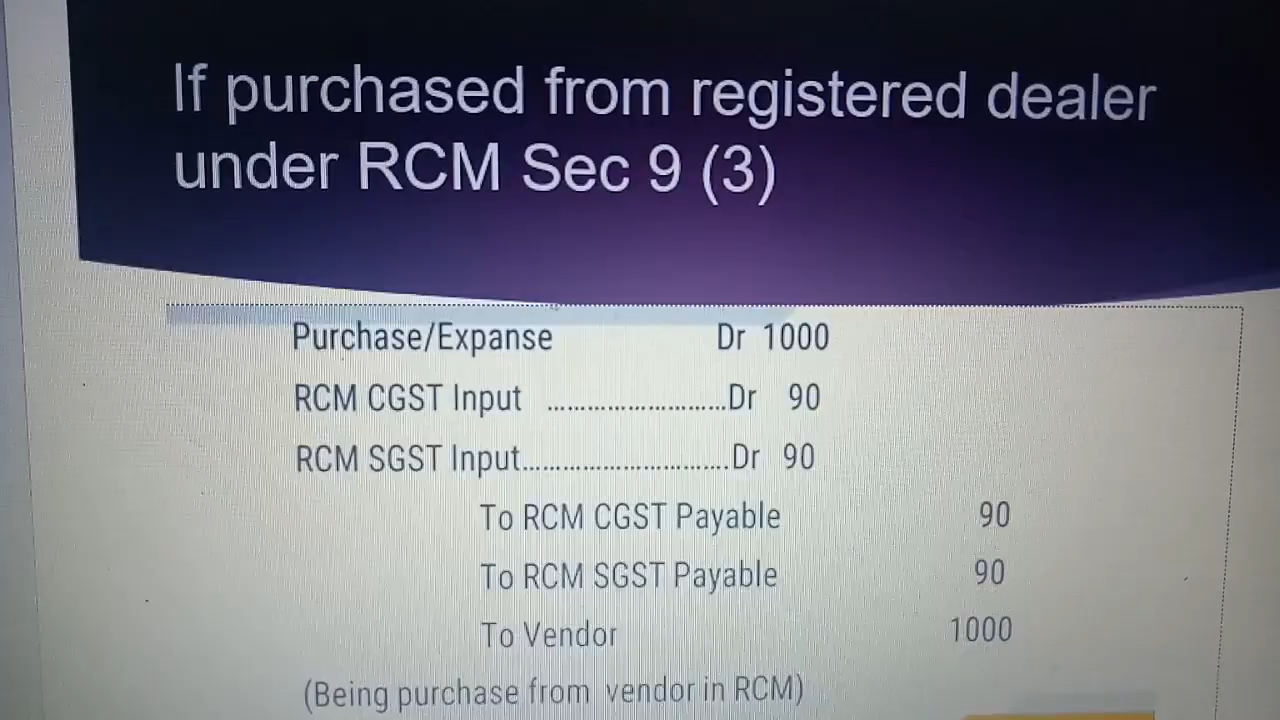 If purchased from registered dealer
under RCM Sec 9 (3)
Purchase/Expanse Dr 1000
RCM CGST Input ...........................Dr 90
RCM SGST Input...............................Dr 90
To RCM CGST Payable 90
To RCM SGST Payable 90
To Vendor 1000
(Being purchase from vendor in RCM)